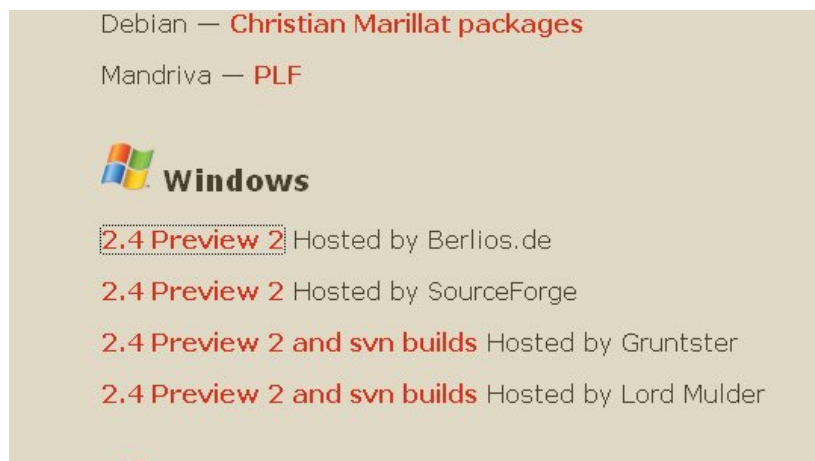 Debian — Christian Marillat packages
Mandriva — PLF
Windows
2.4 Preview 2 Hosted by Berlios.de
2.4 Preview 2 Hosted by SourceForge
2.4 Preview 2 and svn builds Hosted by Gruntster
2.4 Preview 2 and svn builds Hosted by Lord Mulder